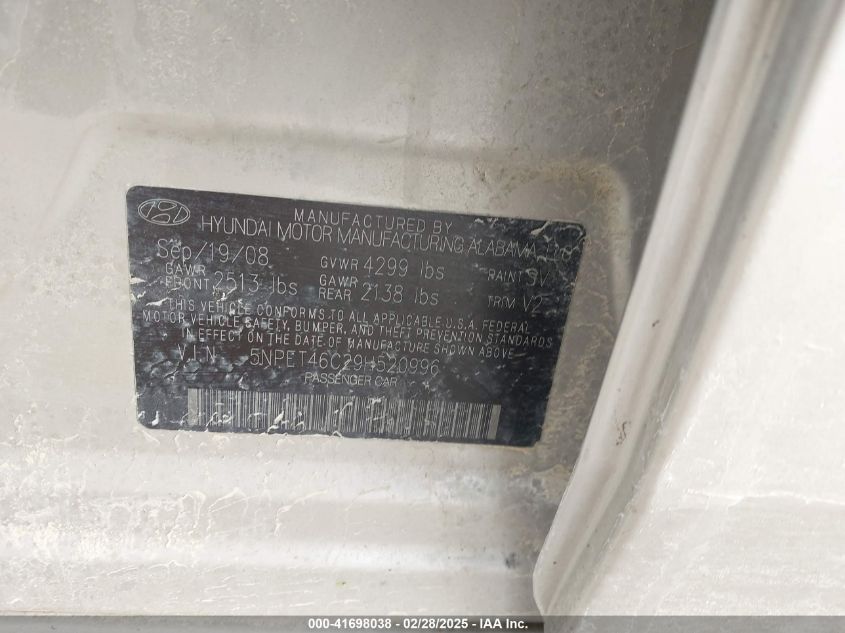 MANUFACTURED BY
HYUNDAI MOTOR MANUFACTURING ALABAMA, LLC
Sep/19/08 GVWR 4299 lbs PAINT 9V
GAWR FRONT 2513 lbs GAWR REAR 2138 lbs TRIM V2
THIS VEHICLE CONFORMS TO ALL APPLICABLE U.S.A. FEDERAL
MOTOR VEHICLE SAFETY, BUMPER, AND THEFT PREVENTION STANDARDS
IN EFFECT ON THE DATE OF MANUFACTURE SHOWN ABOVE.
VIN 5NPET46C29H520996
PASSENGER CAR
000-41698038 - 02/28/2025 - IAA Inc.